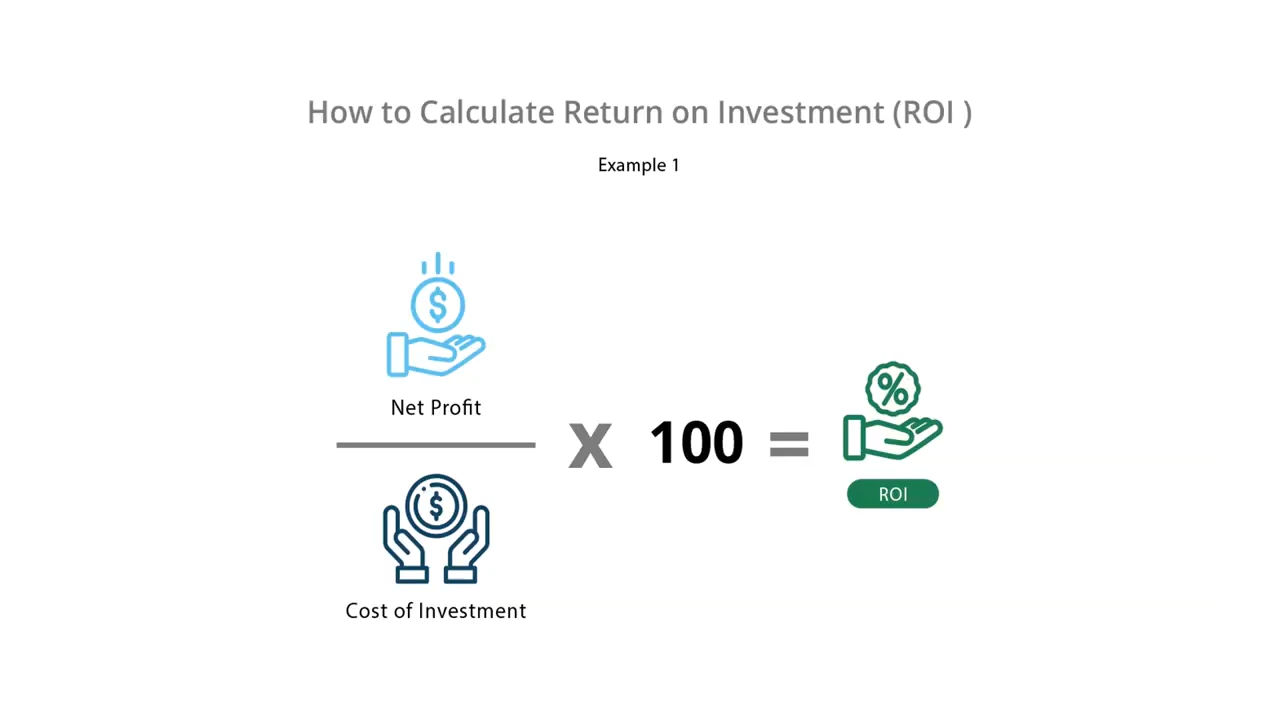 How to Calculate Return on Investment (ROI )
Example 1
$
Net Profit
$
Cost of Investment
x 100 =
%
ROI